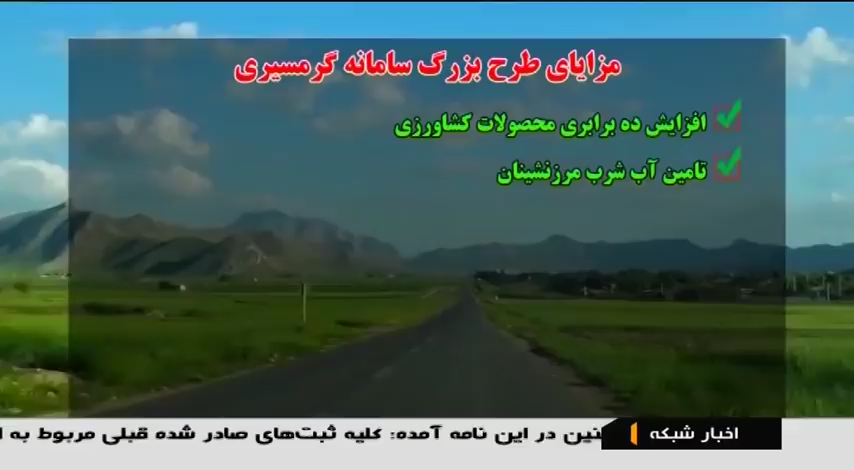 مزایای طرح بزرگ سامانه گرمسیری
افزایش ده برابری محصولات کشاورزی
تامین آب شرب مرزنشینان
اخبار شبکه
در این نامه آمده: کلیه ثبت‌های صادر شده قبلی مربوط به